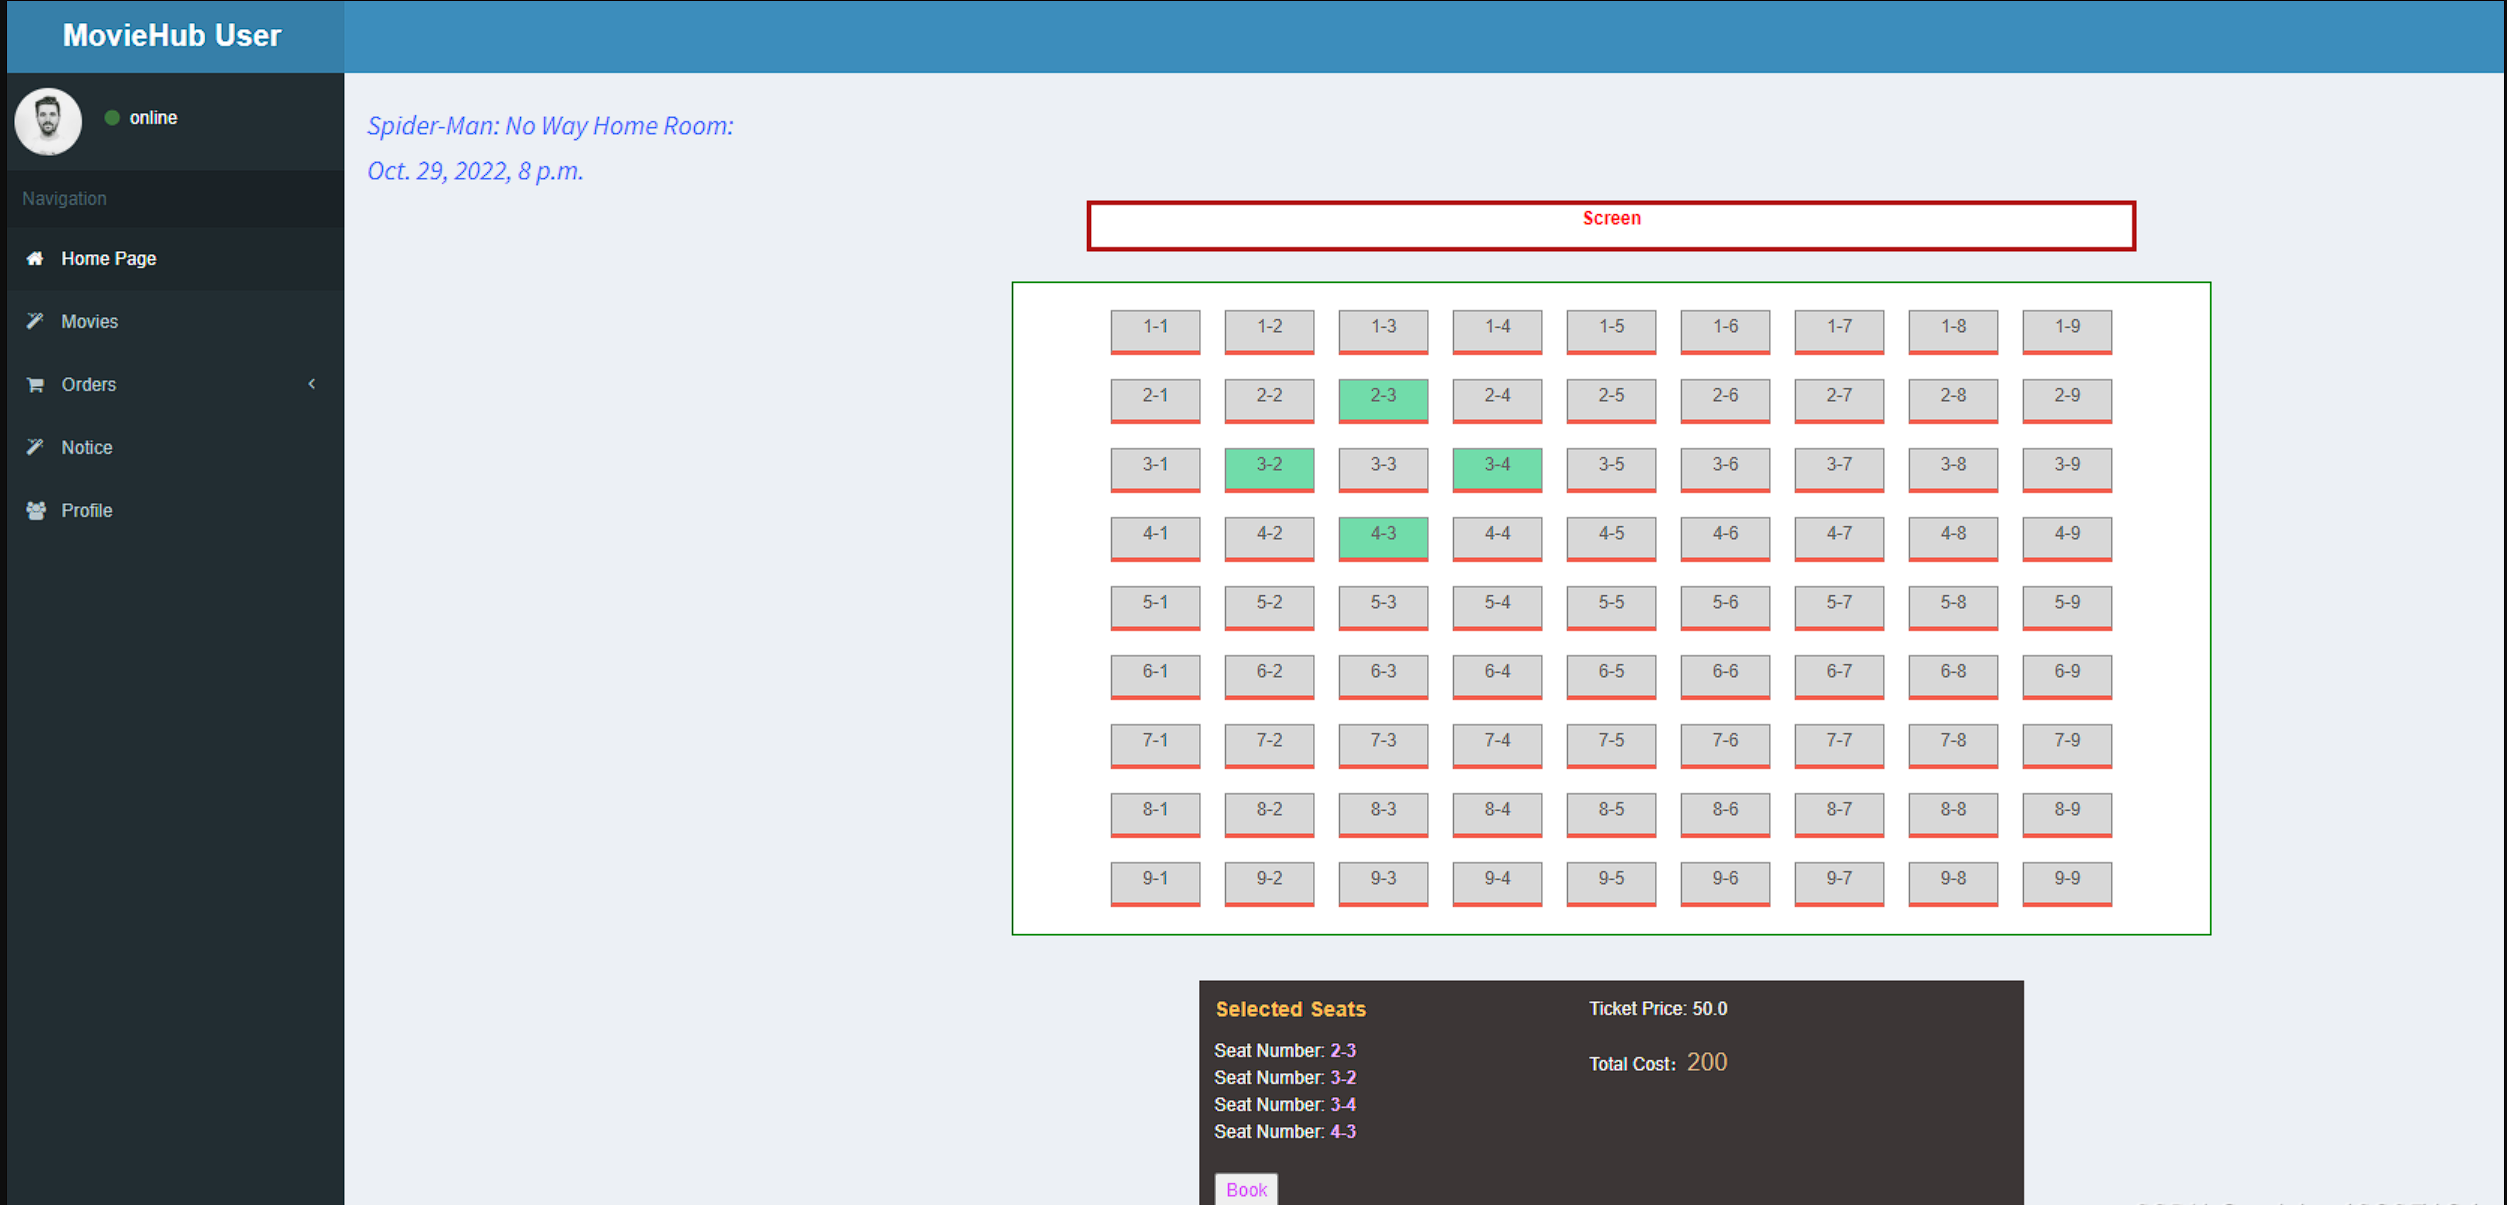 MovieHub User
online
Navigation
Home Page
Movies
Orders
Notice
Profile
Spider-Man: No Way Home Room:
Oct. 29, 2022, 8 p.m.
Screen
1-1 1-2 1-3 1-4 1-5 1-6 1-7 1-8 1-9
2-1 2-2 2-3 2-4 2-5 2-6 2-7 2-8 2-9
3-1 3-2 3-3 3-4 3-5 3-6 3-7 3-8 3-9
4-1 4-2 4-3 4-4 4-5 4-6 4-7 4-8 4-9
5-1 5-2 5-3 5-4 5-5 5-6 5-7 5-8 5-9
6-1 6-2 6-3 6-4 6-5 6-6 6-7 6-8 6-9
7-1 7-2 7-3 7-4 7-5 7-6 7-7 7-8 7-9
8-1 8-2 8-3 8-4 8-5 8-6 8-7 8-8 8-9
9-1 9-2 9-3 9-4 9-5 9-6 9-7 9-8 9-9
Selected Seats
Seat Number: 2-3
Seat Number: 3-2
Seat Number: 3-4
Seat Number: 4-3
Book
Ticket Price: 50.0
Total Cost: 200